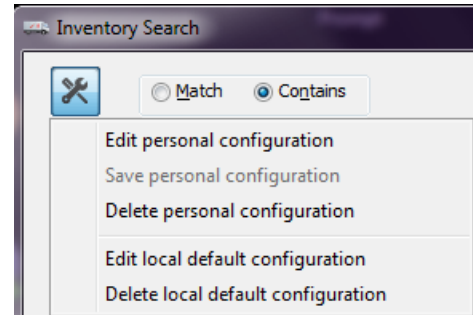 Inventory Search
Match Contains
Edit personal configuration
Save personal configuration
Delete personal configuration
Edit local default configuration
Delete local default configuration